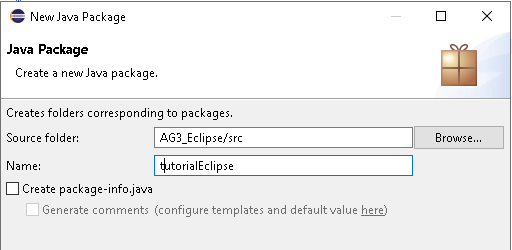 New Java Package
Java Package
Create a new Java package.
Creates folders corresponding to packages.
Source folder: AG3_Eclipse/src Browse...
Name: tutorialEclipse
Create package-info.java
Generate comments (configure templates and default value here)